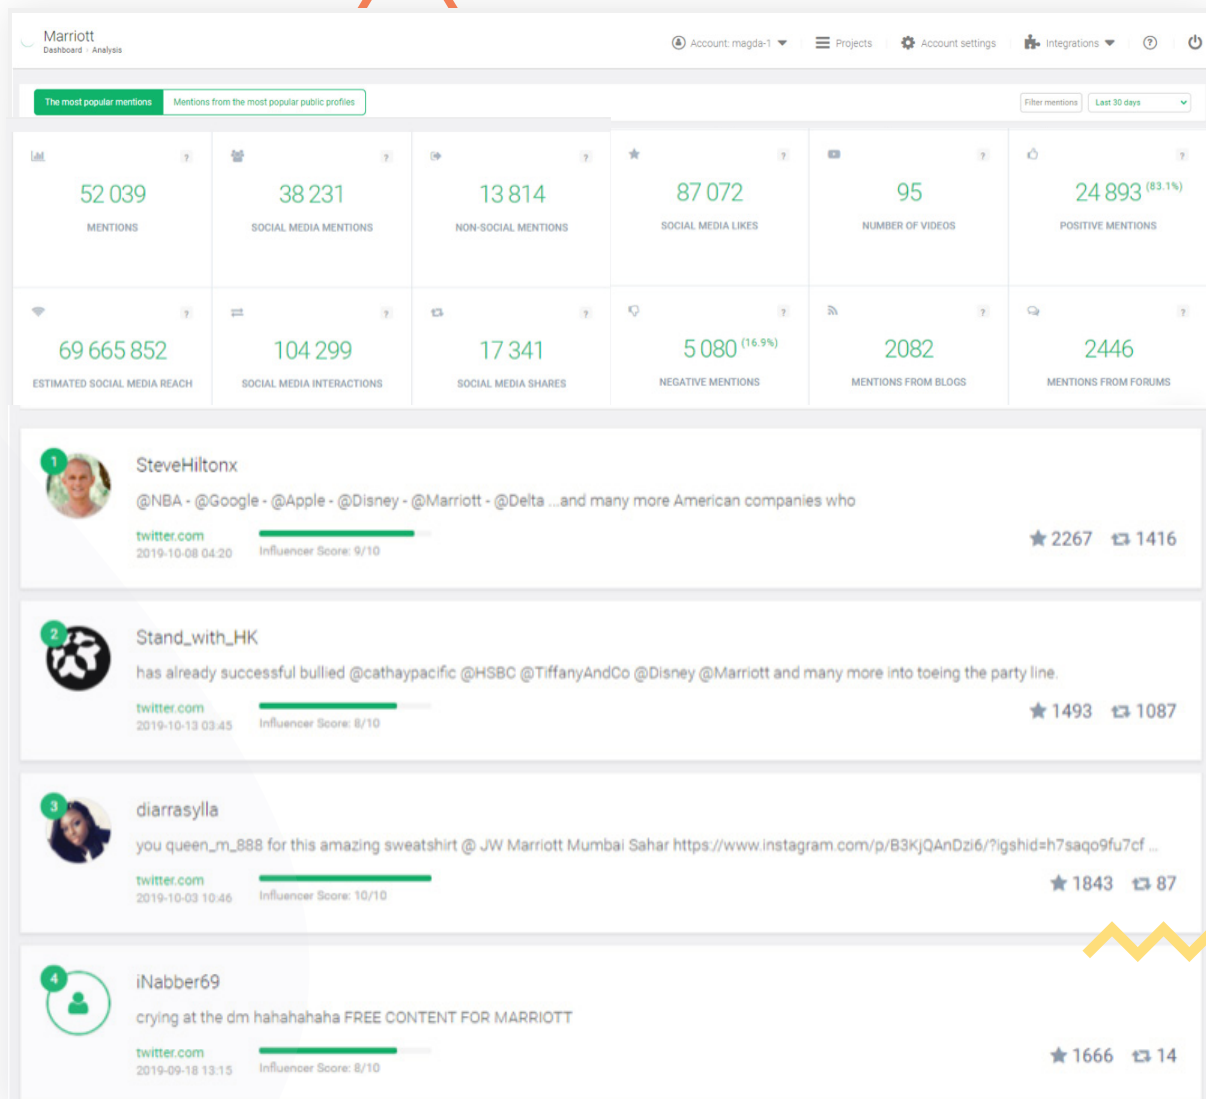 Marriott
Dashboard › Analysis
Account: magda-1
Projects
Account settings
Integrations
?
The most popular mentions
Mentions from the most popular public profiles
Filter mentions
Last 30 days
? ? ? ? ? ?
52 039 38 231 13 814 87 072 95 24 893 (83.1%)
MENTIONS SOCIAL MEDIA MENTIONS NON-SOCIAL MENTIONS SOCIAL MEDIA LIKES NUMBER OF VIDEOS POSITIVE MENTIONS
? ? ? ? ? ?
69 665 852 104 299 17 341 5 080 (16.9%) 2082 2446
ESTIMATED SOCIAL MEDIA REACH SOCIAL MEDIA INTERACTIONS SOCIAL MEDIA SHARES NEGATIVE MENTIONS MENTIONS FROM BLOGS MENTIONS FROM FORUMS
1
SteveHiltonx
@NBA - @Google - @Apple - @Disney - @Marriott - @Delta ...and many more American companies who
twitter.com
2019-10-08 04:20 Influencer Score: 9/10
2267 1416
2
Stand_with_HK
has already successful bullied @cathaypacific @HSBC @TiffanyAndCo @Disney @Marriott and many more into toeing the party line.
twitter.com
2019-10-13 03:45 Influencer Score: 8/10
1493 1087
3
diarrasylla
you queen_m_888 for this amazing sweatshirt @ JW Marriott Mumbai Sahar https://www.instagram.com/p/B3KjQAnDzi6/?igshid=h7saqo9fu7cf ...
twitter.com
2019-10-03 10:46 Influencer Score: 10/10
1843 87
4
iNabber69
crying at the dm hahahahaha FREE CONTENT FOR MARRIOTT
twitter.com
2019-09-18 13:15 Influencer Score: 8/10
1666 14